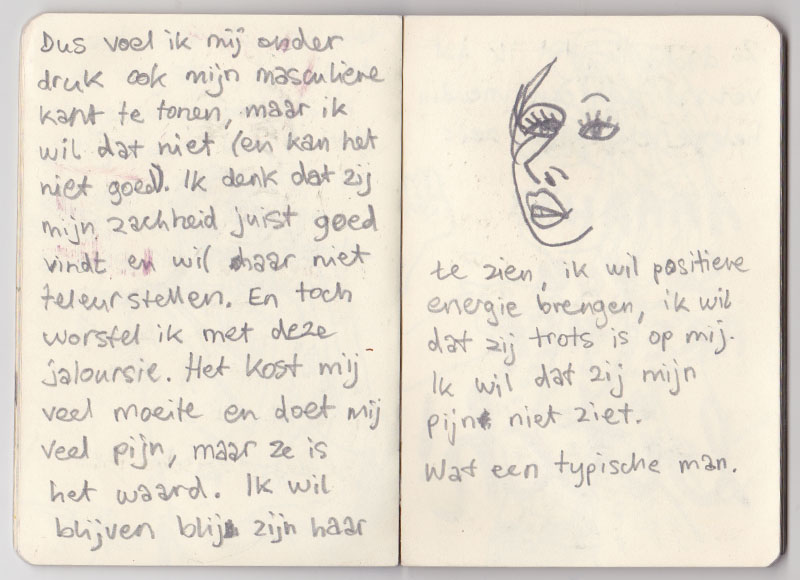 Dus voel ik mij onder
druk ook mijn masculiene
kant te tonen, maar ik
wil dat niet (en kan het
niet goed). Ik denk dat zij
mijn zachheid juist goed
vindt en wil haar niet
teleurstellen. En toch
worstel ik met deze
jaloursie. Het kost mij
veel moeite en doet mij
veel pijn, maar ze is
het waard. Ik wil
blijven blij zijn haar
te zien, ik wil positieve
energie brengen, ik wil
dat zij trots is op mij.
Ik wil dat zij mijn
pijn niet ziet.
Wat een typische man.